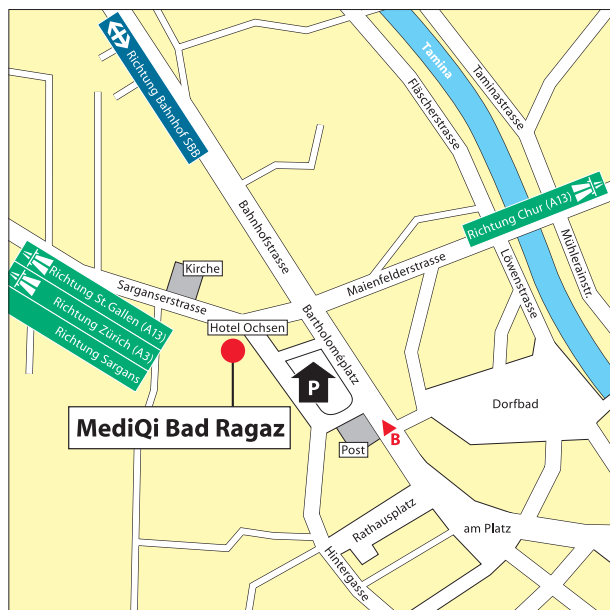 Richtung Bahnhof SBB
Tamina
Fläscherstrasse
Taminastrasse
Richtung Chur (A13)
Bahnhofstrasse
Mühlerainstr.
Löwenstrasse
Kirche
Maienfelderstrasse
Sarganserstrasse
Richtung St.Gallen (A13)
Richtung Zürich (A3)
Richtung Sargans
Hotel Ochsen
Bartholoméplatz
P
MediQi Bad Ragaz
Dorfbad
B
Post
Rathausplatz
am Platz
Hintergasse